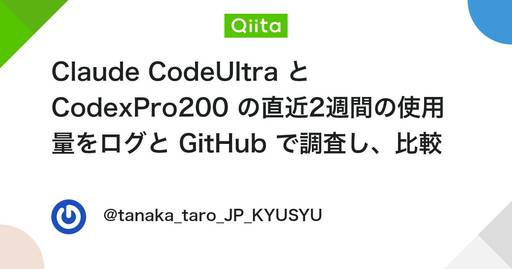 Qiita
Claude CodeUltra と
CodexPro200 の直近2週間の使用
量をログと GitHub で調査し、比較
@tanaka_taro_JP_KYUSYU